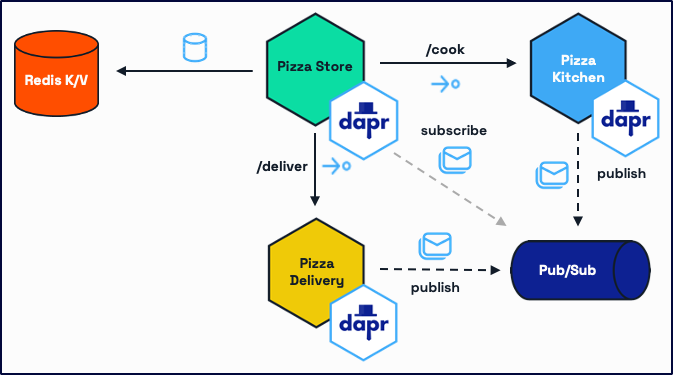 Redis K/V
Pizza Store
/cook
Pizza
Kitchen
dapr
dapr
subscribe
/deliver
publish
Pizza
Delivery
dapr
publish
Pub/Sub